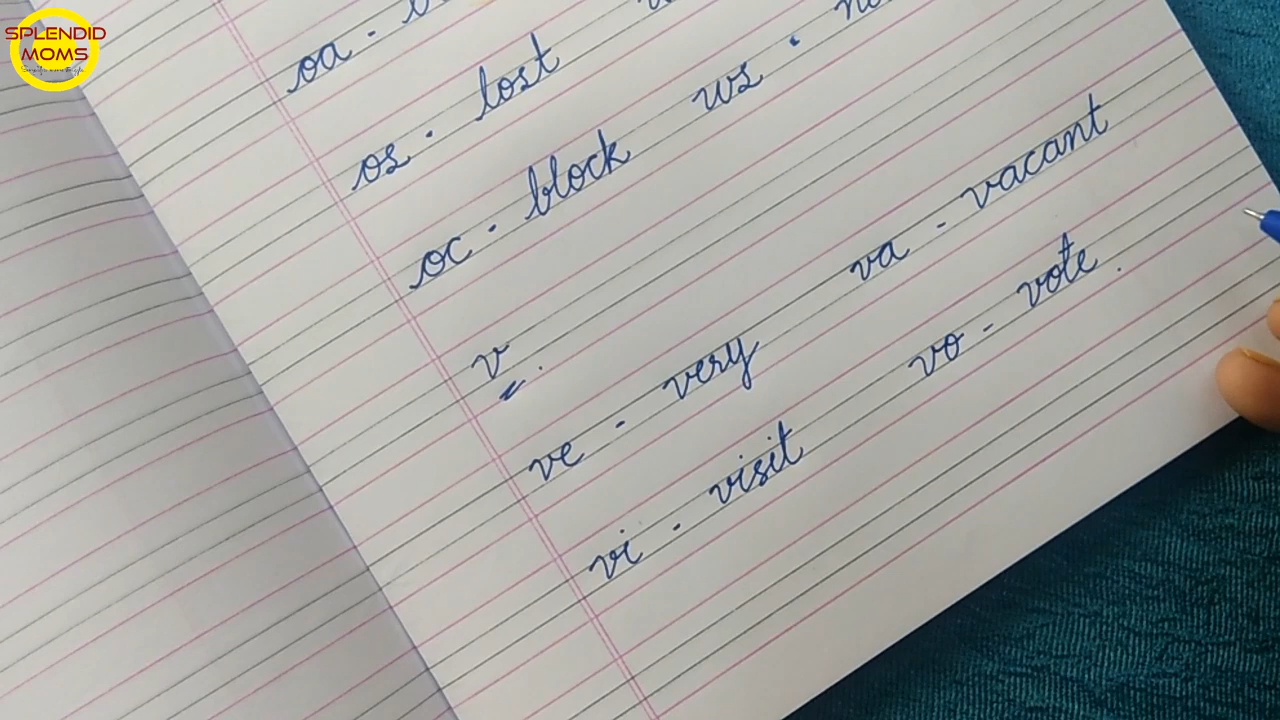 SPLENDID
MOMS
oa -
os - lost
oc - block ws
v
ve - very va - vacant
vi - visit vo - vote